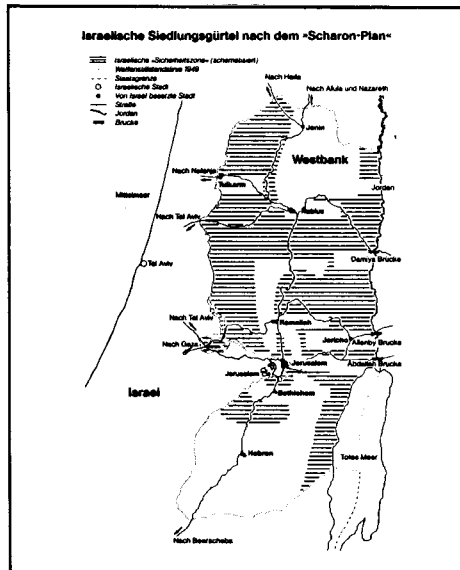 Israelische Siedlungsgürtel nach dem »Scharon-Plan«
Israelische »Sicherheitszone« (schematisiert)
Waffenstillstandslinie 1949
Staatsgrenze
Israelische Stadt
Von Israel besetzte Stadt
Straße
Jordan
Brücke
Nach Haifa
Nach Afula und Nazareth
Jenin
Westbank
Nach Natanja
Tulkarm
Jordan
Mittelmeer
Nablus
Nach Tel Aviv
Damiya Brücke
Tel Aviv
Nach Tel Aviv
Ramallah
Nach Gaza
Jericho
Allenby Brücke
Jerusalem
Abdullah Brücke
Jerusalem
Israel
Bethlehem
Hebron
Totes Meer
Nach Beerscheba